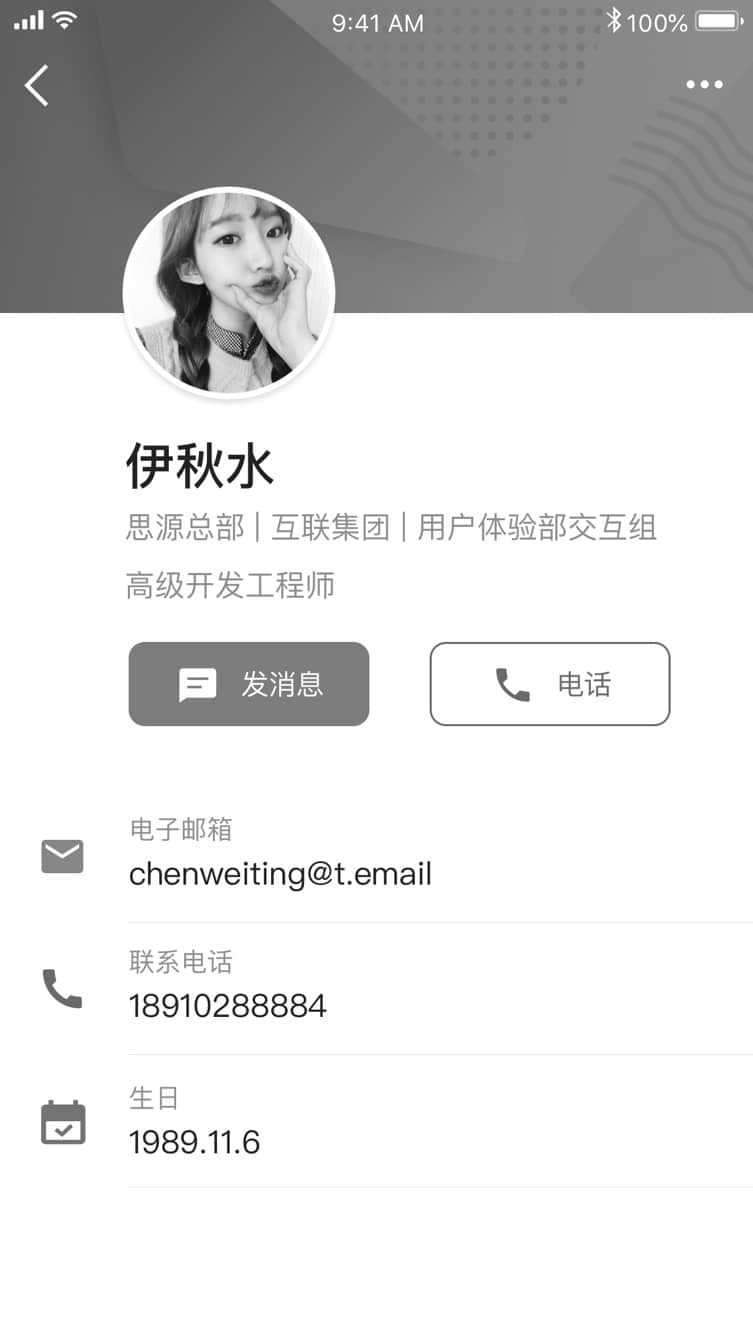 9:41 AM 100%
伊秋水
思源总部 | 互联集团 | 用户体验部交互组
高级开发工程师
发消息 电话
电子邮箱
chenweiting@t.email
联系电话
18910288884
生日
1989.11.6